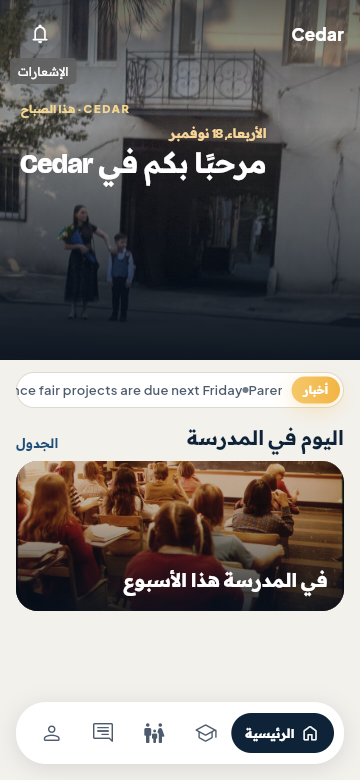 Cedar
الإشعارات
CEDAR · هذا الصباح
الأربعاء, 18 نوفمبر
مرحبًا بكم في Cedar
أخبار
nce fair projects are due next Friday•Parer
اليوم في المدرسة
الجدول
في المدرسة هذا الأسبوع
الرئيسية